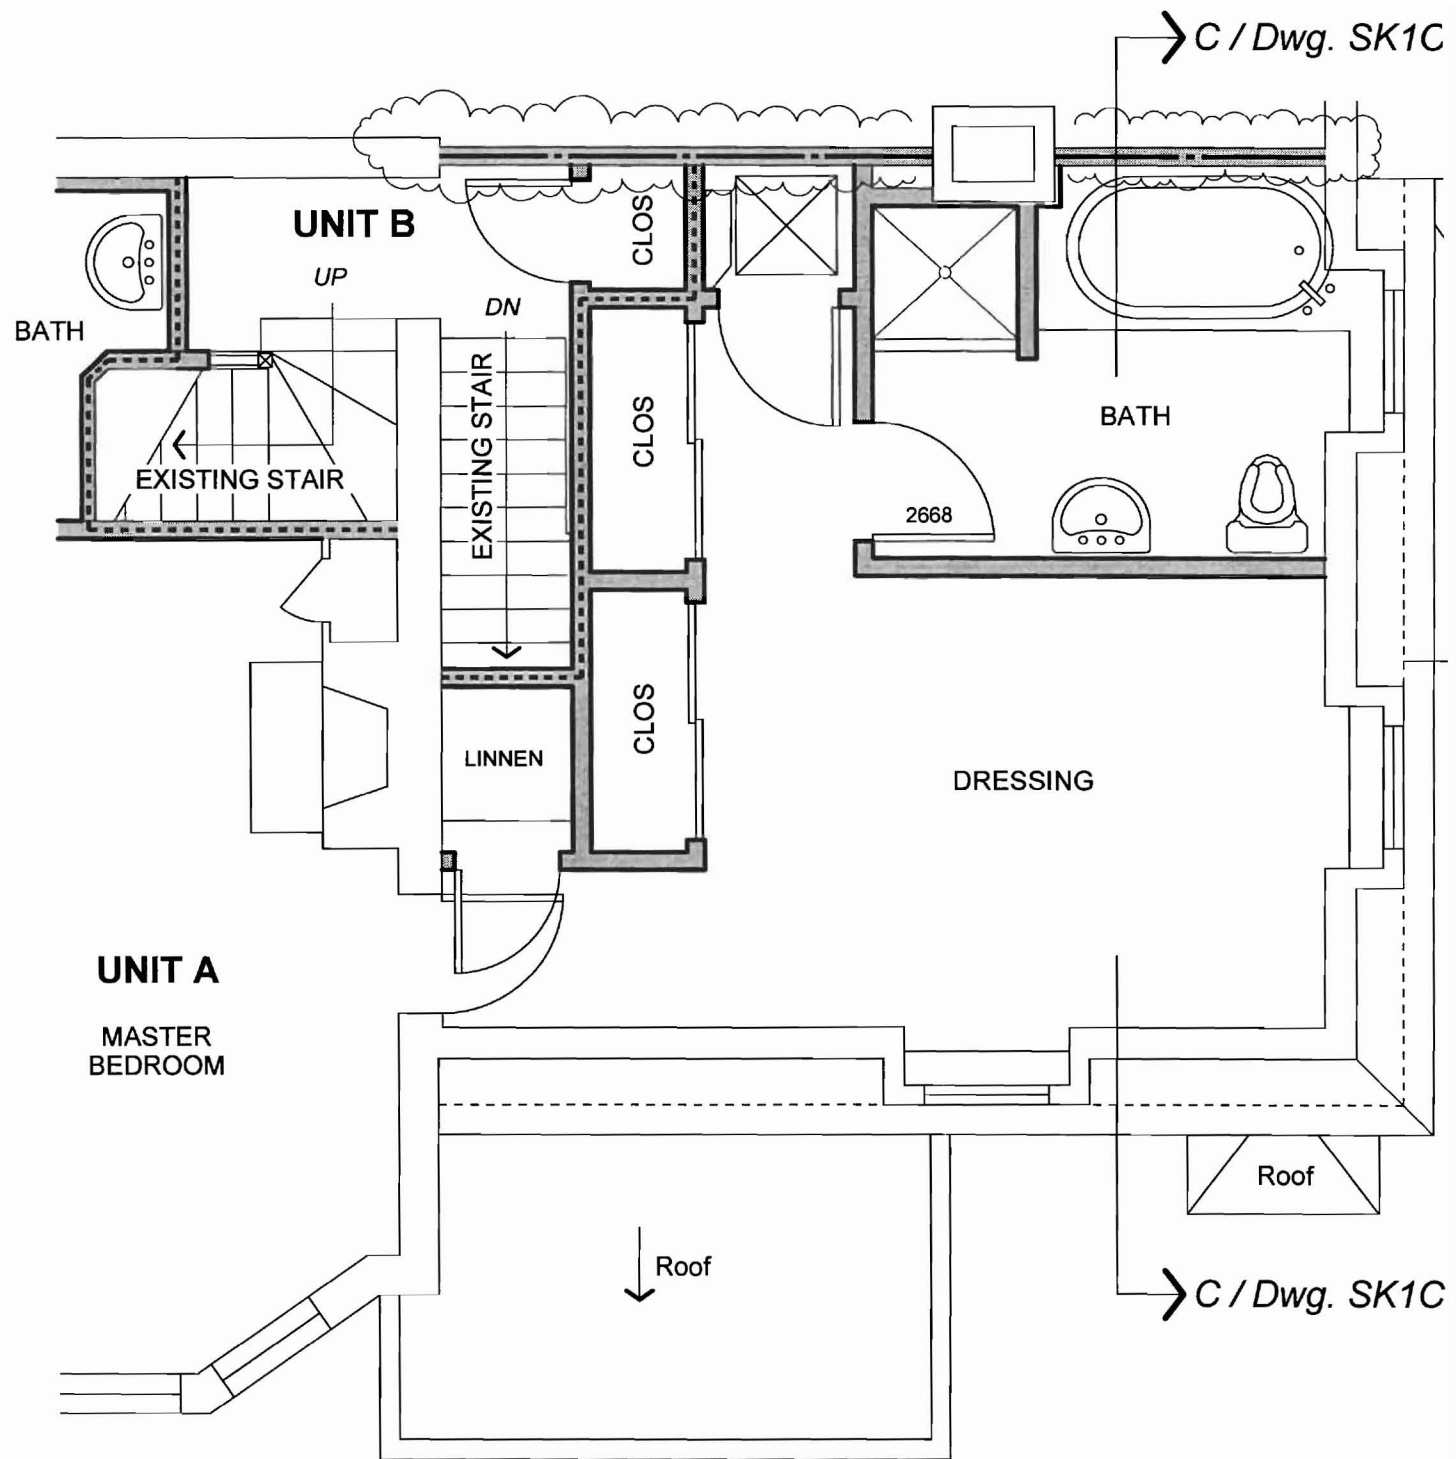 C / Dwg. SK1C
UNIT B
CLOS
UP
DN
BATH
EXISTING STAIR
CLOS
BATH
EXISTING STAIR
2668
CLOS
LINNEN
DRESSING
UNIT A
MASTER
BEDROOM
Roof
Roof
C / Dwg. SK1C